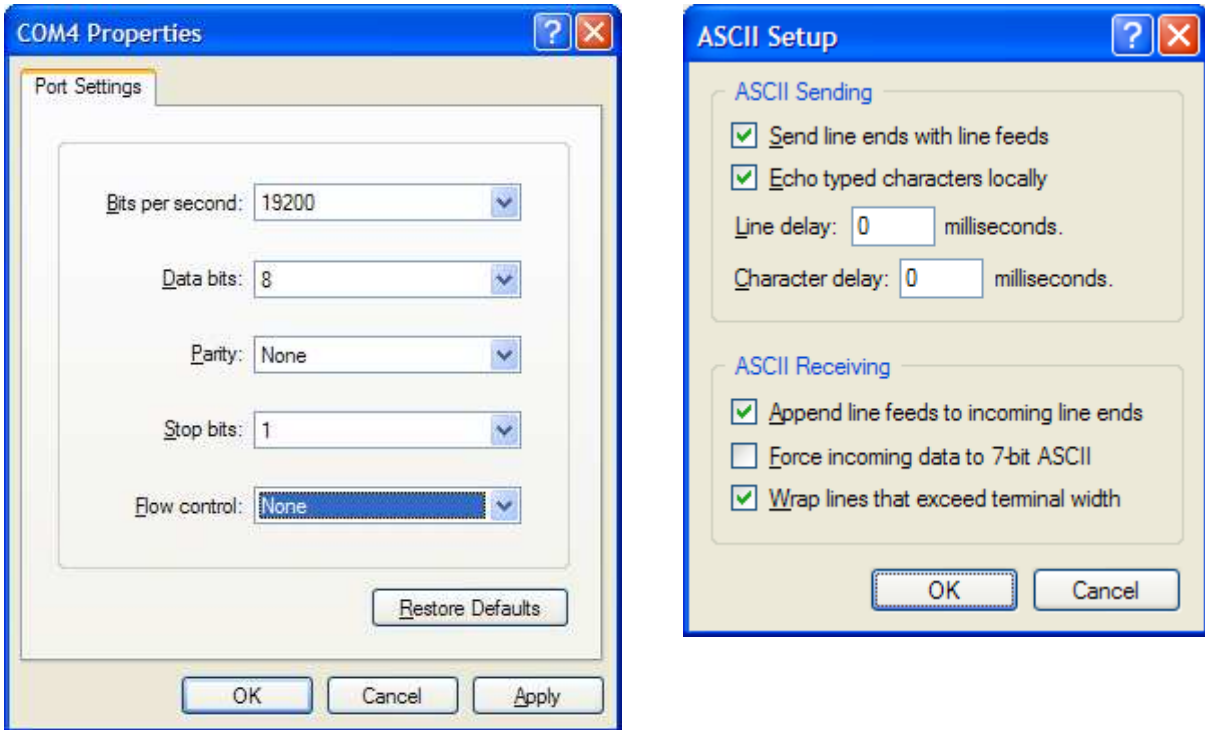 COM4 Properties
Port Settings
Bits per second: 19200
Data bits: 8
Parity: None
Stop bits: 1
Flow control: None
Restore Defaults
OK Cancel Apply
ASCII Setup
ASCII Sending
Send line ends with line feeds
Echo typed characters locally
Line delay: 0 milliseconds.
Character delay: 0 milliseconds.
ASCII Receiving
Append line feeds to incoming line ends
Force incoming data to 7-bit ASCII
Wrap lines that exceed terminal width
OK Cancel